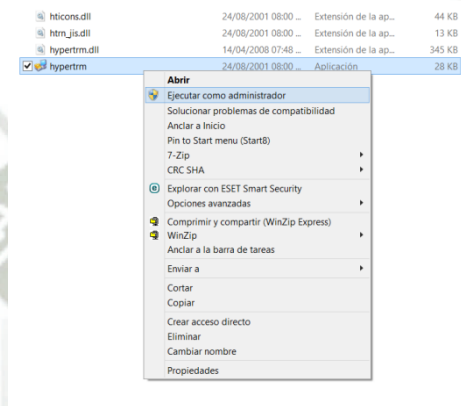 hticons.dll 24/08/2001 08:00 ... Extensión de la ap... 44 KB
htrn_jis.dll 24/08/2001 08:00 ... Extensión de la ap... 13 KB
hypertrm.dll 14/04/2008 07:48 ... Extensión de la ap... 345 KB
hypertrm 24/08/2001 08:00 ... Aplicación 28 KB
Abrir
Ejecutar como administrador
Solucionar problemas de compatibilidad
Anclar a Inicio
Pin to Start menu (Start8)
7-Zip
CRC SHA
Explorar con ESET Smart Security
Opciones avanzadas
Comprimir y compartir (WinZip Express)
WinZip
Anclar a la barra de tareas
Enviar a
Cortar
Copiar
Crear acceso directo
Eliminar
Cambiar nombre
Propiedades